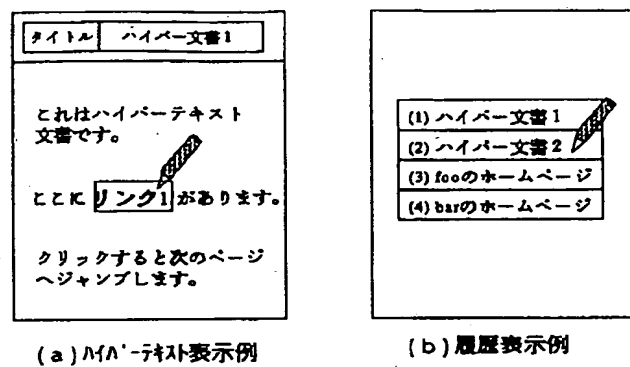 タイトル ハイパー文書1
これはハイパーテキスト
文書です。
ここに リンク1 があります。
クリックすると次のページ
へジャンプします。
(a)ハイパーテキスト表示例
(1) ハイパー文書1
(2) ハイパー文書2
(3) fooのホームページ
(4) barのホームページ
(b)履歴表示例